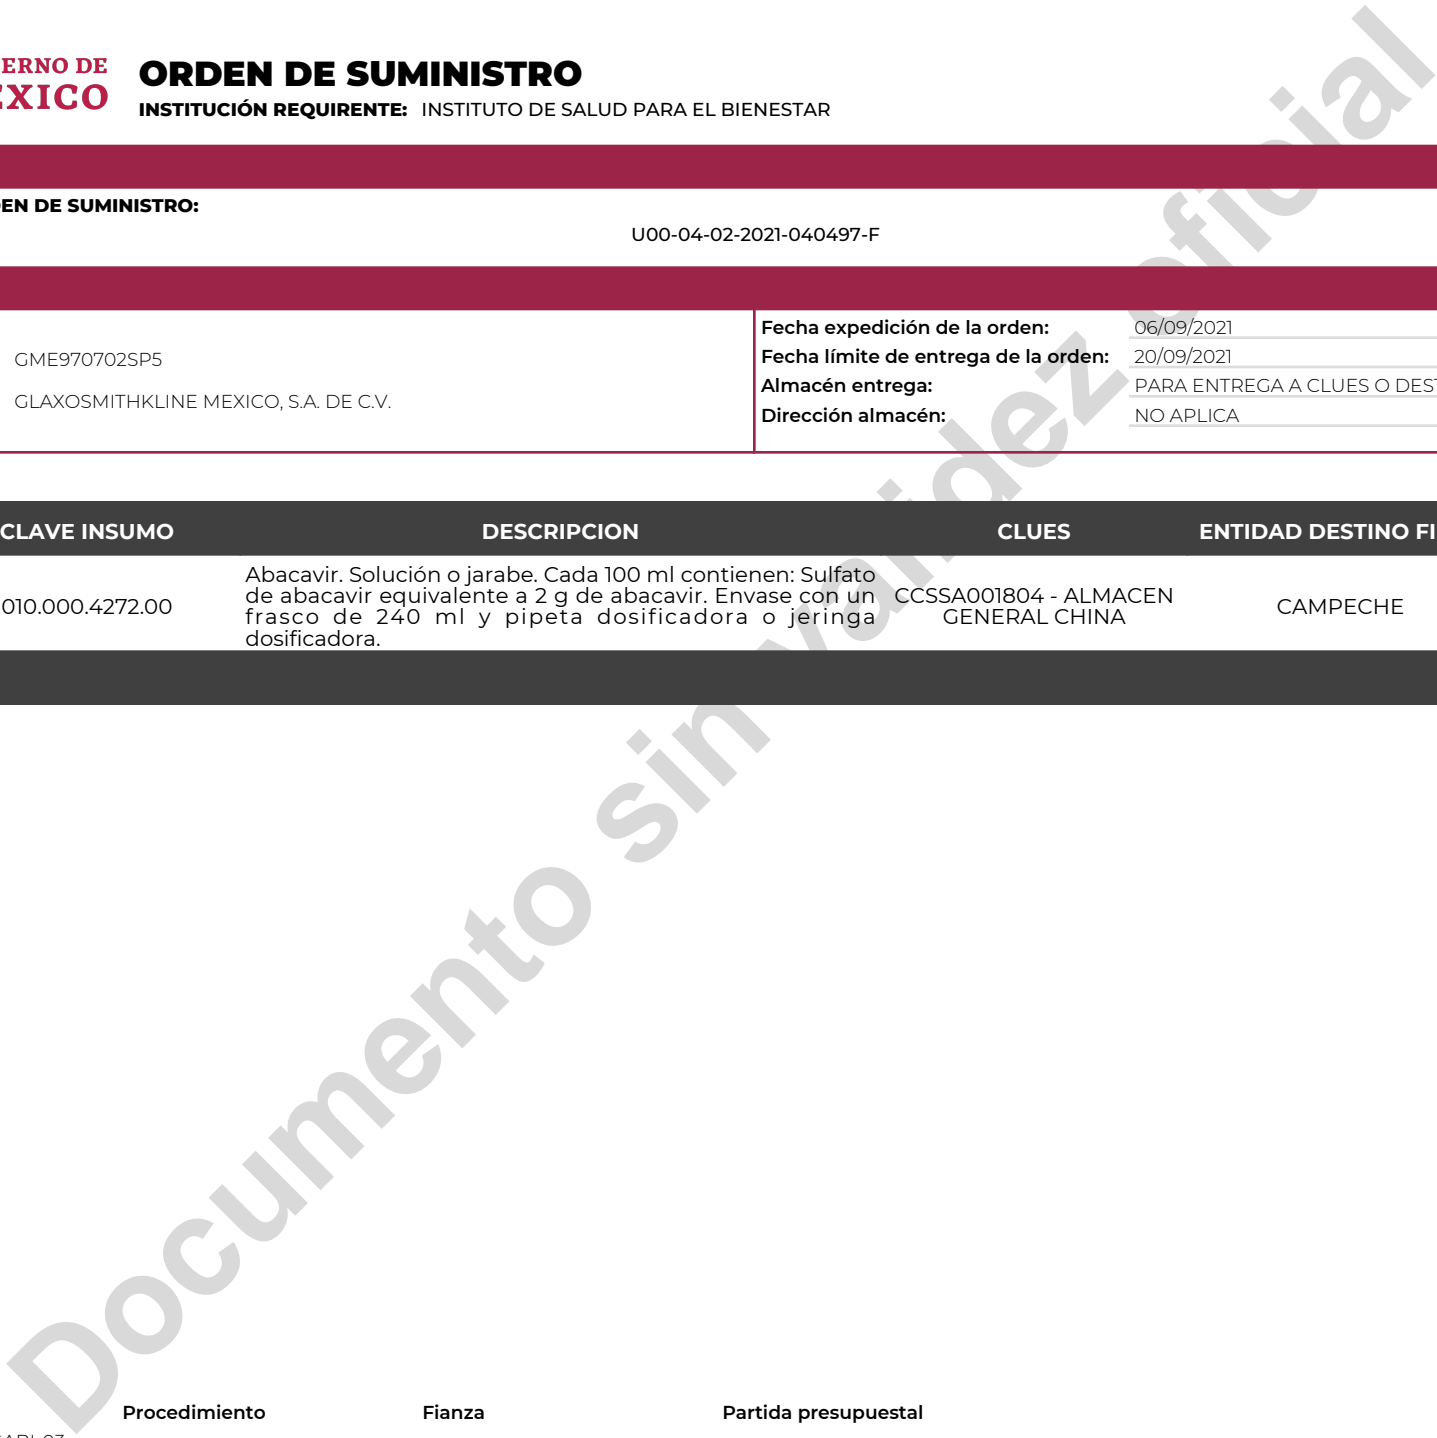 ERNO DE
EXICO
ORDEN DE SUMINISTRO
INSTITUCIÓN REQUIRENTE: INSTITUTO DE SALUD PARA EL BIENESTAR
EN DE SUMINISTRO:
U00-04-02-2021-040497-F
GME970702SP5
GLAXOSMITHKLINE MEXICO, S.A. DE C.V.
Fecha expedición de la orden: 06/09/2021
Fecha límite de entrega de la orden: 20/09/2021
Almacén entrega: PARA ENTREGA A CLUES O DEST
Dirección almacén: NO APLICA
CLAVE INSUMO DESCRIPCION CLUES ENTIDAD DESTINO FI
010.000.4272.00
Abacavir. Solución o jarabe. Cada 100 ml contienen: Sulfato
de abacavir equivalente a 2 g de abacavir. Envase con un
frasco de 240 ml y pipeta dosificadora o jeringa
dosificadora.
CCSSA001804 - ALMACEN
GENERAL CHINA
CAMPECHE
Documento sin validez oficial
Procedimiento Fianza Partida presupuestal